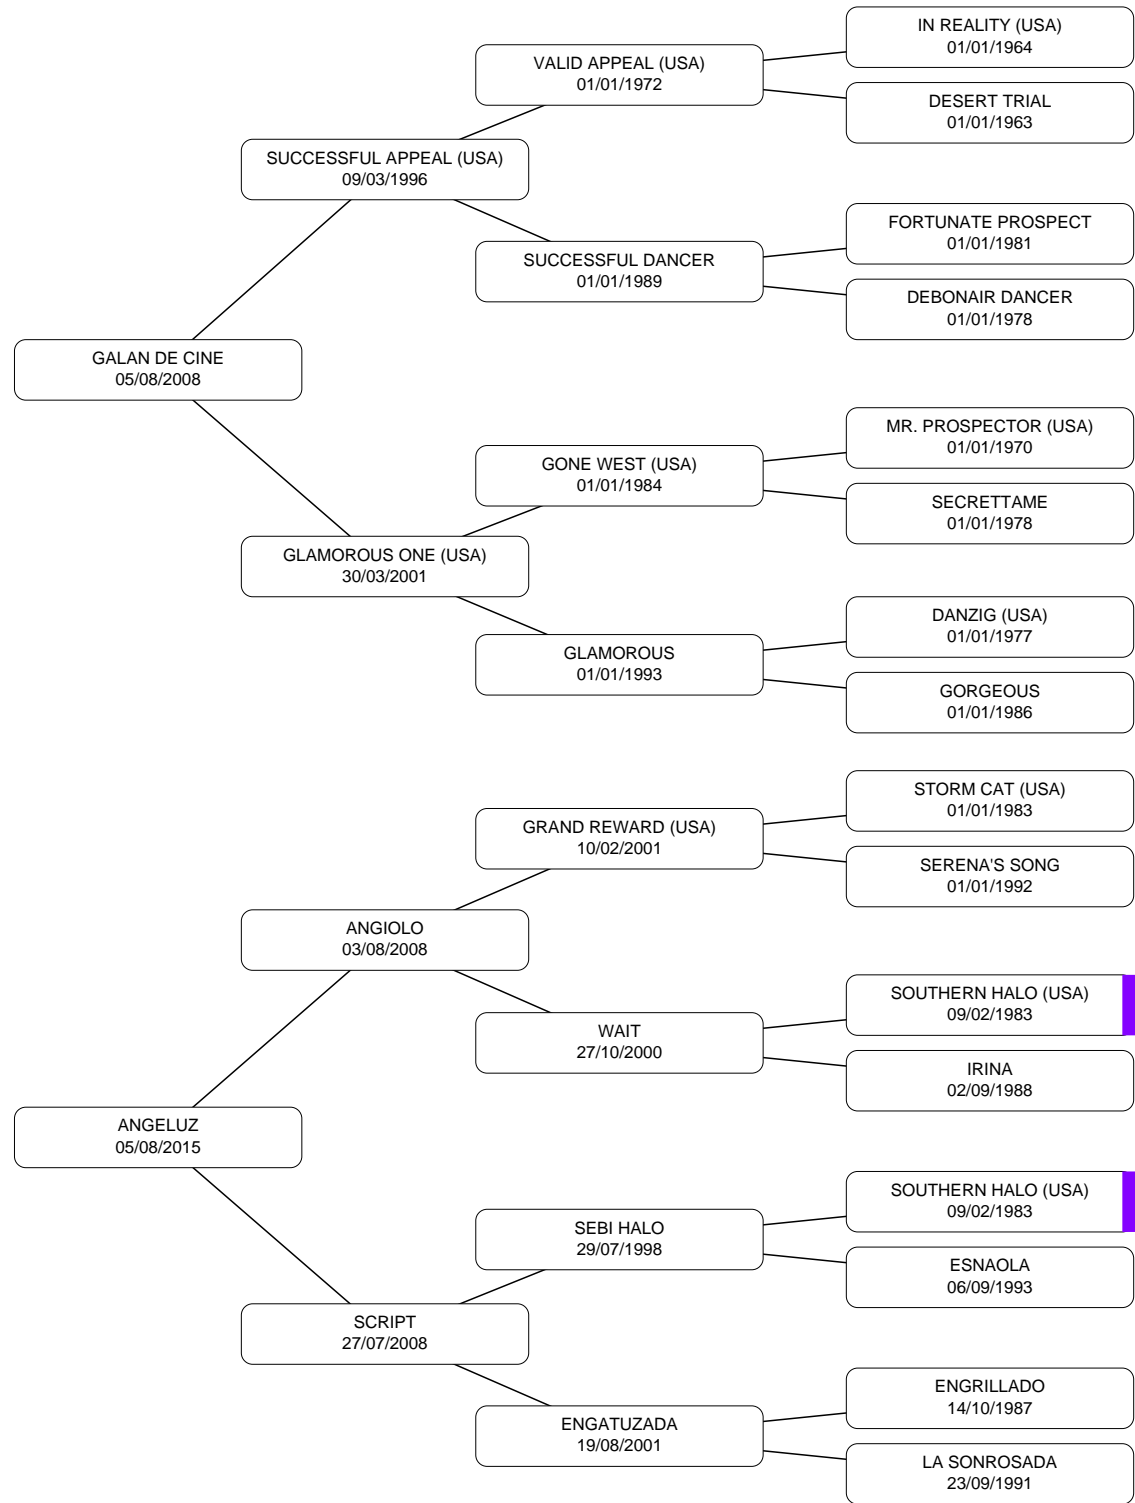 IN REALITY (USA)
01/01/1964
VALID APPEAL (USA)
01/01/1972
DESERT TRIAL
01/01/1963
SUCCESSFUL APPEAL (USA)
09/03/1996
FORTUNATE PROSPECT
01/01/1981
SUCCESSFUL DANCER
01/01/1989
DEBONAIR DANCER
01/01/1978
GALAN DE CINE
05/08/2008
MR. PROSPECTOR (USA)
01/01/1970
GONE WEST (USA)
01/01/1984
SECRETTAME
01/01/1978
GLAMOROUS ONE (USA)
30/03/2001
DANZIG (USA)
01/01/1977
GLAMOROUS
01/01/1993
GORGEOUS
01/01/1986
STORM CAT (USA)
01/01/1983
GRAND REWARD (USA)
10/02/2001
SERENA'S SONG
01/01/1992
ANGIOLO
03/08/2008
SOUTHERN HALO (USA)
09/02/1983
WAIT
27/10/2000
IRINA
02/09/1988
ANGELUZ
05/08/2015
SOUTHERN HALO (USA)
09/02/1983
SEBI HALO
29/07/1998
ESNAOLA
06/09/1993
SCRIPT
27/07/2008
ENGRILLADO
14/10/1987
ENGATUZADA
19/08/2001
LA SONROSADA
23/09/1991